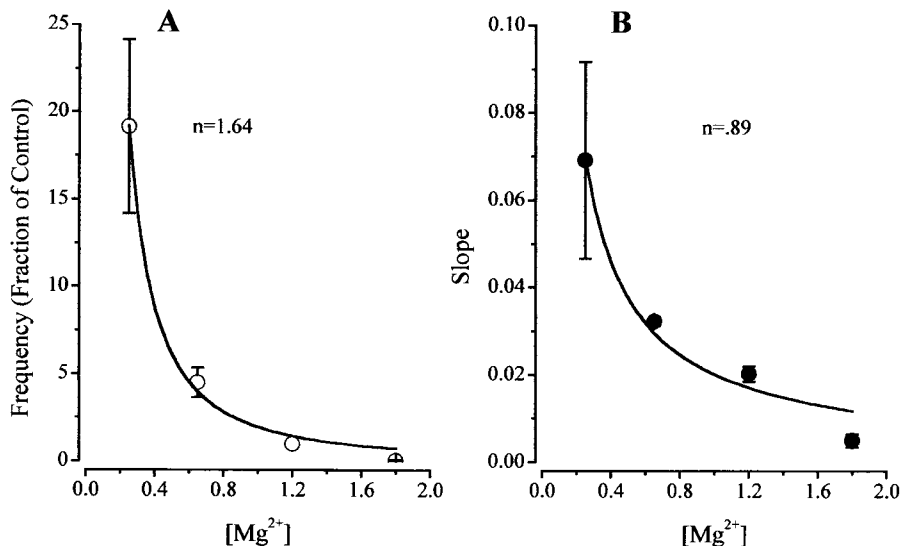 A
Frequency (Fraction of Control)
25
20
15
10
5
0
n=1.64
0.0 0.4 0.8 1.2 1.6 2.0
[Mg²⁺]
B
Slope
0.10
0.08
0.06
0.04
0.02
0.00
n=.89
0.0 0.4 0.8 1.2 1.6 2.0
[Mg²⁺]